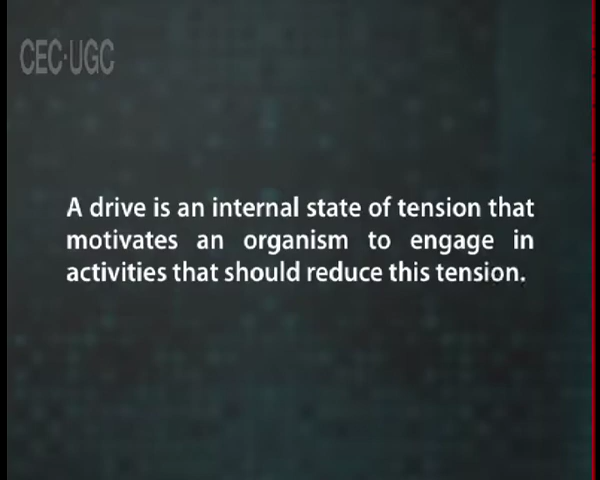 CEC-UGC
A drive is an internal state of tension that
motivates an organism to engage in
activities that should reduce this tension.